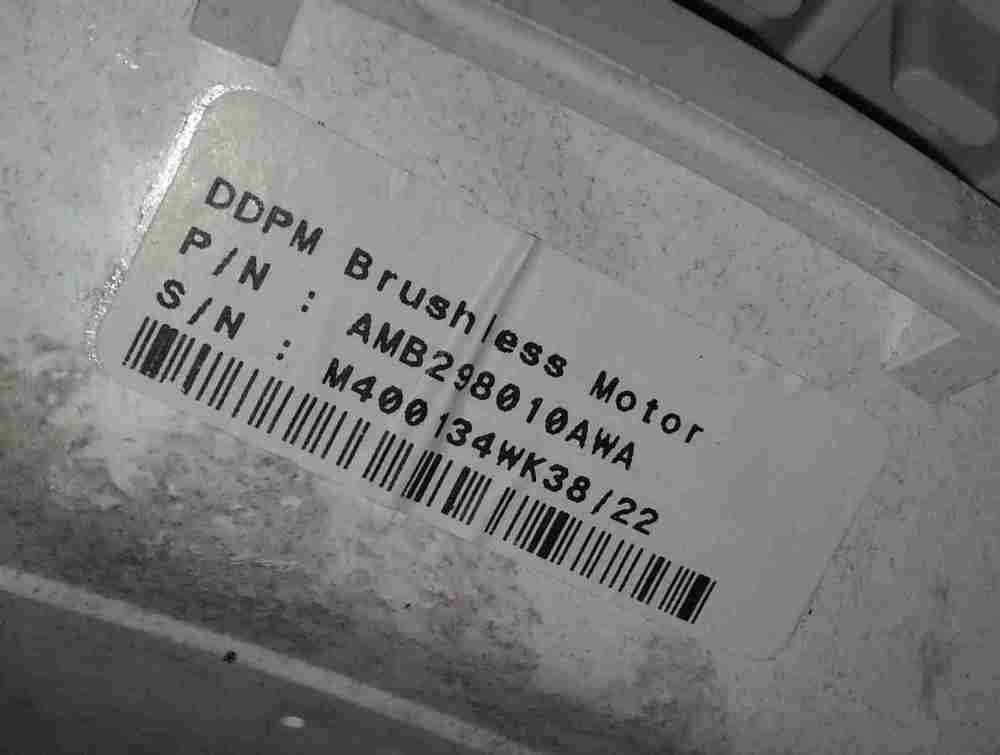 DDPM Brushless Motor
P/N : AMB298010AWA
S/N : M400134WK38/22